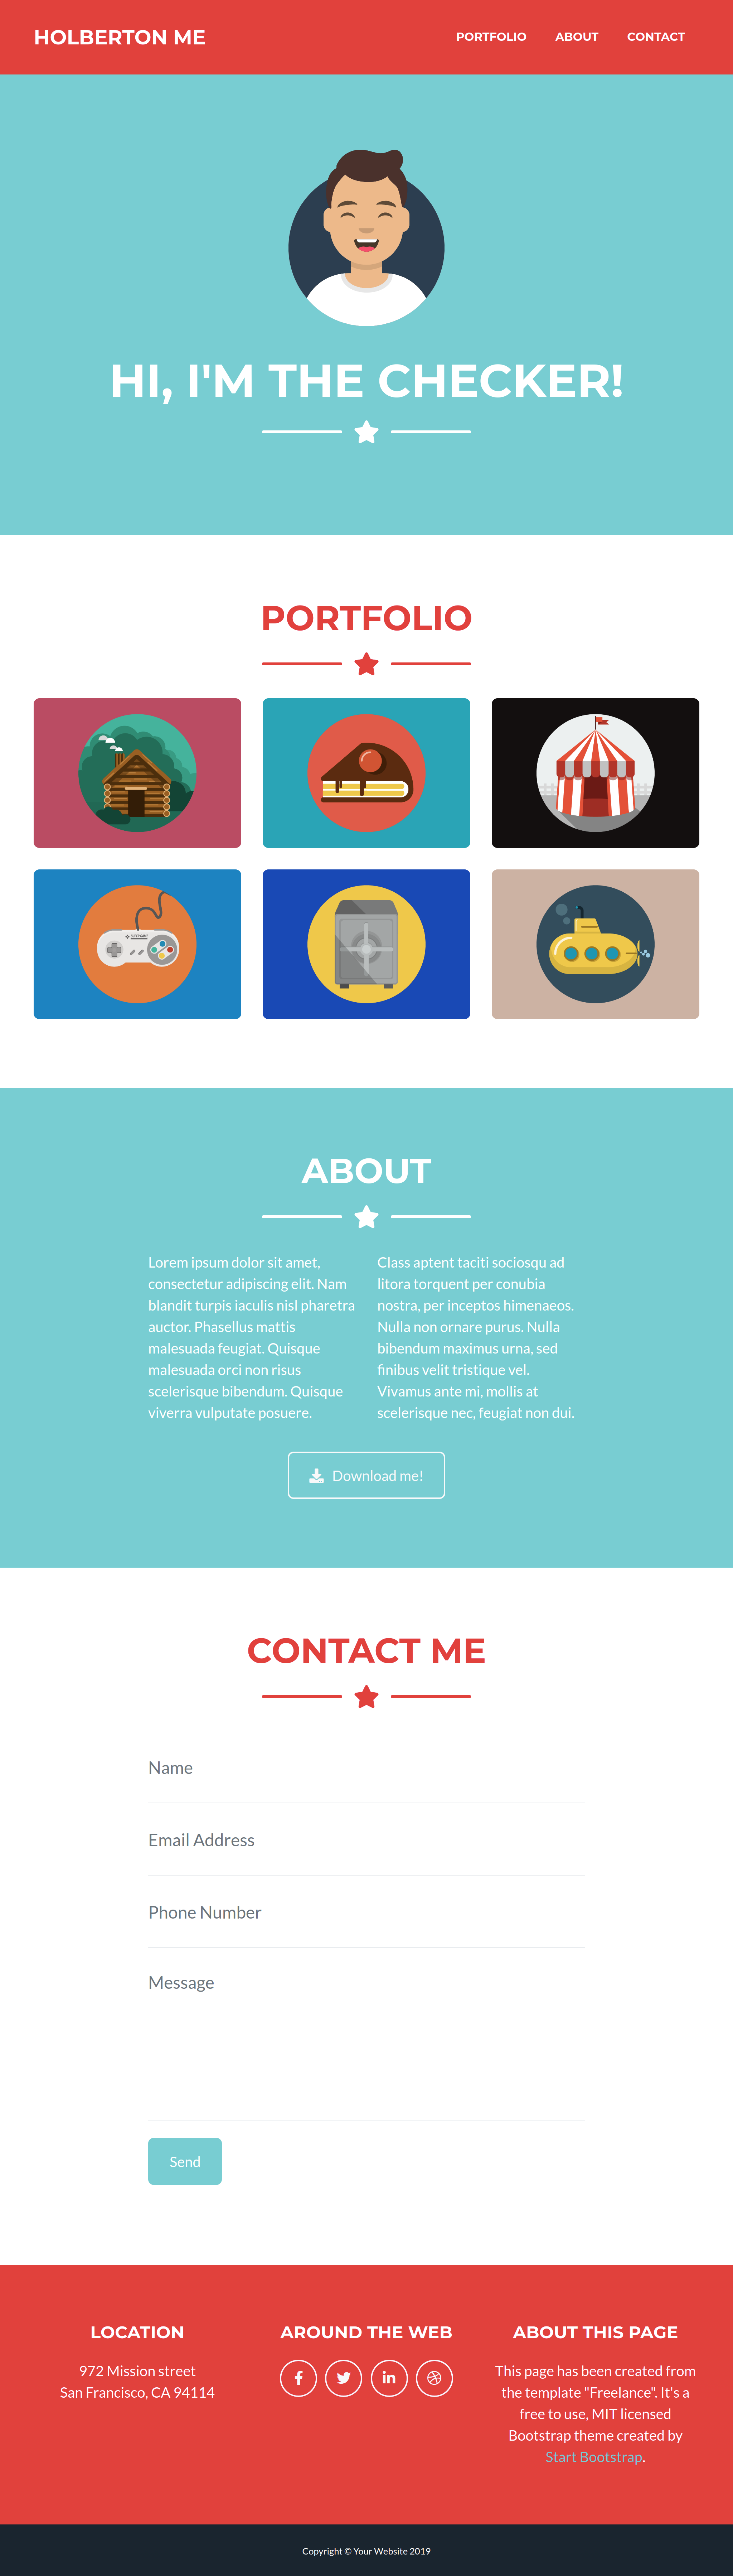 HOLBERTON ME
PORTFOLIO ABOUT CONTACT
HI, I'M THE CHECKER!
PORTFOLIO
SUPER GAME
ABOUT
Lorem ipsum dolor sit amet,
consectetur adipiscing elit. Nam
blandit turpis iaculis nisl pharetra
auctor. Phasellus mattis
malesuada feugiat. Quisque
malesuada orci non risus
scelerisque bibendum. Quisque
viverra vulputate posuere.
Class aptent taciti sociosqu ad
litora torquent per conubia
nostra, per inceptos himenaeos.
Nulla non ornare purus. Nulla
bibendum maximus urna, sed
finibus velit tristique vel.
Vivamus ante mi, mollis at
scelerisque nec, feugiat non dui.
Download me!
CONTACT ME
Name
Email Address
Phone Number
Message
Send
LOCATION
972 Mission street
San Francisco, CA 94114
AROUND THE WEB
ABOUT THIS PAGE
This page has been created from
the template "Freelance". It's a
free to use, MIT licensed
Bootstrap theme created by
Start Bootstrap.
Copyright © Your Website 2019